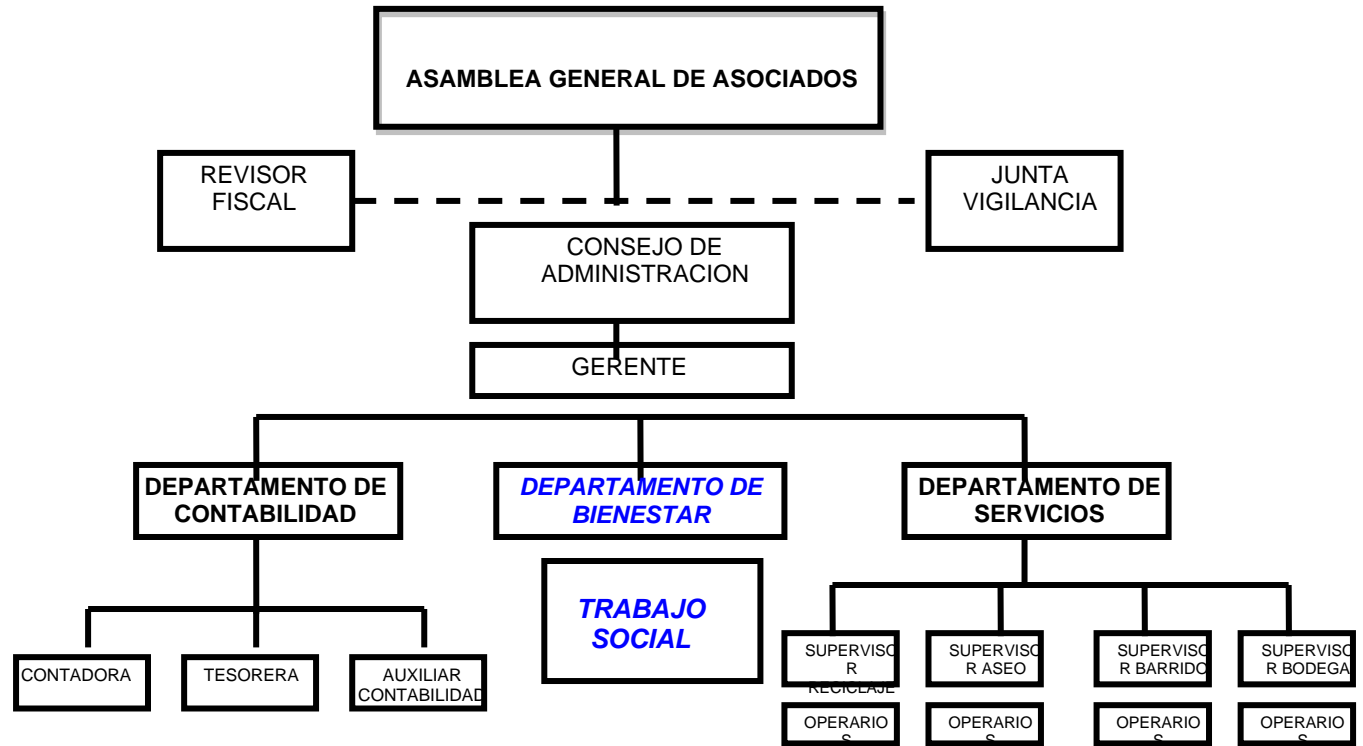 ASAMBLEA GENERAL DE ASOCIADOS
REVISOR
FISCAL
JUNTA
VIGILANCIA
CONSEJO DE
ADMINISTRACION
GERENTE
DEPARTAMENTO DE
CONTABILIDAD
DEPARTAMENTO DE
BIENESTAR
DEPARTAMENTO DE
SERVICIOS
TRABAJO
SOCIAL
CONTADORA
TESORERA
AUXILIAR
CONTABILIDAD
SUPERVISO
R
RECICLAJE
SUPERVISO
R ASEO
SUPERVISO
R BARRIDO
SUPERVISO
R BODEGA
OPERARIO
S
OPERARIO
S
OPERARIO
S
OPERARIO
S